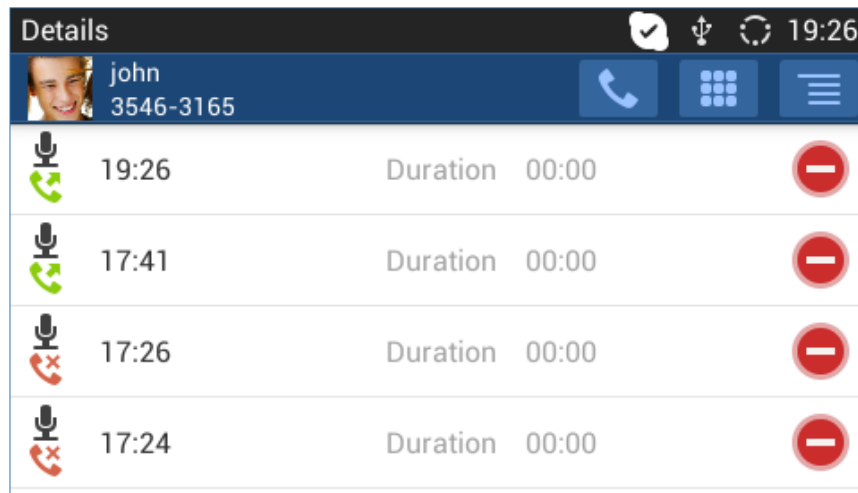 Details 19:26
john
3546-3165
19:26 Duration 00:00
17:41 Duration 00:00
17:26 Duration 00:00
17:24 Duration 00:00